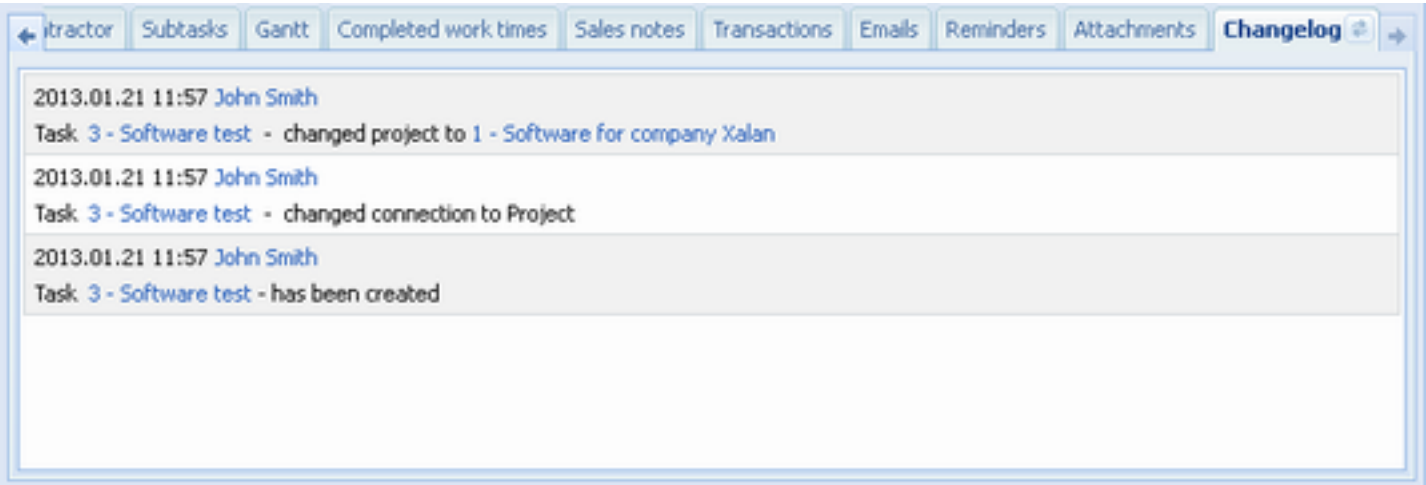 Subtasks Gantt Completed work times Sales notes Transactions Emails Reminders Attachments Changelog
2013.01.21 11:57 John Smith
Task 3 - Software test - changed project to 1 - Software for company Xalan
2013.01.21 11:57 John Smith
Task 3 - Software test - changed connection to Project
2013.01.21 11:57 John Smith
Task 3 - Software test - has been created